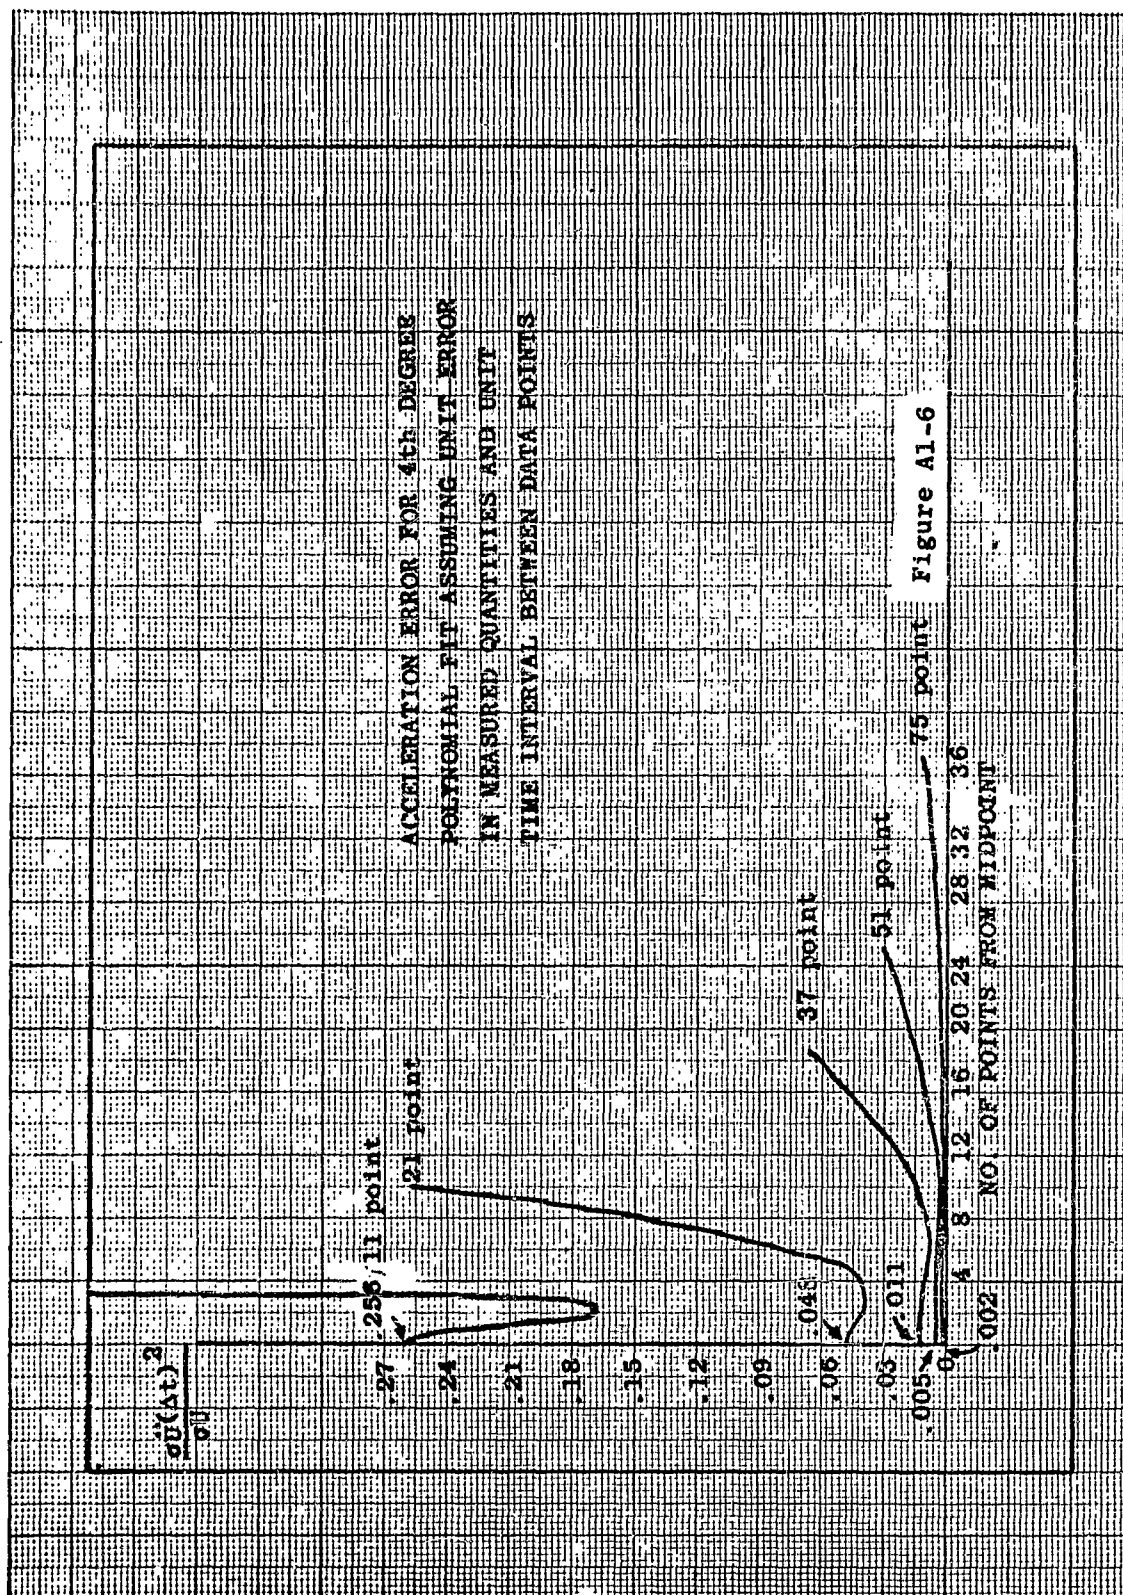 σÜ(Δt)²
σU
ACCELERATION ERROR FOR 4th DEGREE
POLYNOMIAL FIT ASSUMING UNIT ERROR
IN MEASURED QUANTITIES AND UNIT
TIME INTERVAL BETWEEN DATA POINTS
11 point
21 point
.27
.24
.21
.18
.15
.12
.09
.06
.03
0
.011
.005
.002
37 point
51 point
75 point
Figure A1-6
4 8 12 16 20 24 28 32 36
NO. OF POINTS FROM MIDPOINT